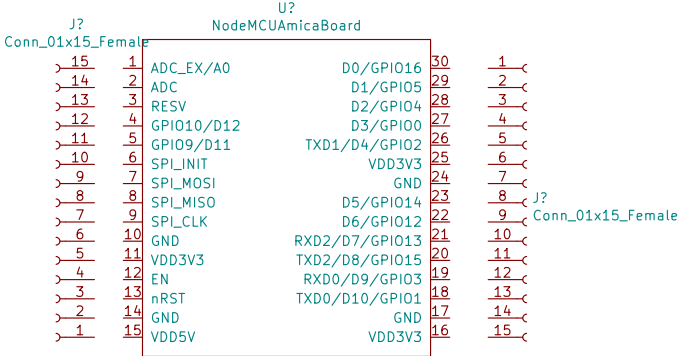 U?
J? NodeMCUAmicaBoard
Conn_01x15_Female
15 1 ADC_EX/A0 D0/GPIO16 30 1
14 2 ADC D1/GPIO5 29 2
13 3 RESV D2/GPIO4 28 3
12 4 GPIO10/D12 D3/GPIO0 27 4
11 5 GPIO9/D11 TXD1/D4/GPIO2 26 5
10 6 SPI_INIT VDD3V3 25 6
9 7 SPI_MOSI GND 24 7
8 8 SPI_MISO D5/GPIO14 23 8 J?
7 9 SPI_CLK D6/GPIO12 22 9 Conn_01x15_Female
6 10 GND RXD2/D7/GPIO13 21 10
5 11 VDD3V3 TXD2/D8/GPIO15 20 11
4 12 EN RXD0/D9/GPIO3 19 12
3 13 nRST TXD0/D10/GPIO1 18 13
2 14 GND GND 17 14
1 15 VDD5V VDD3V3 16 15